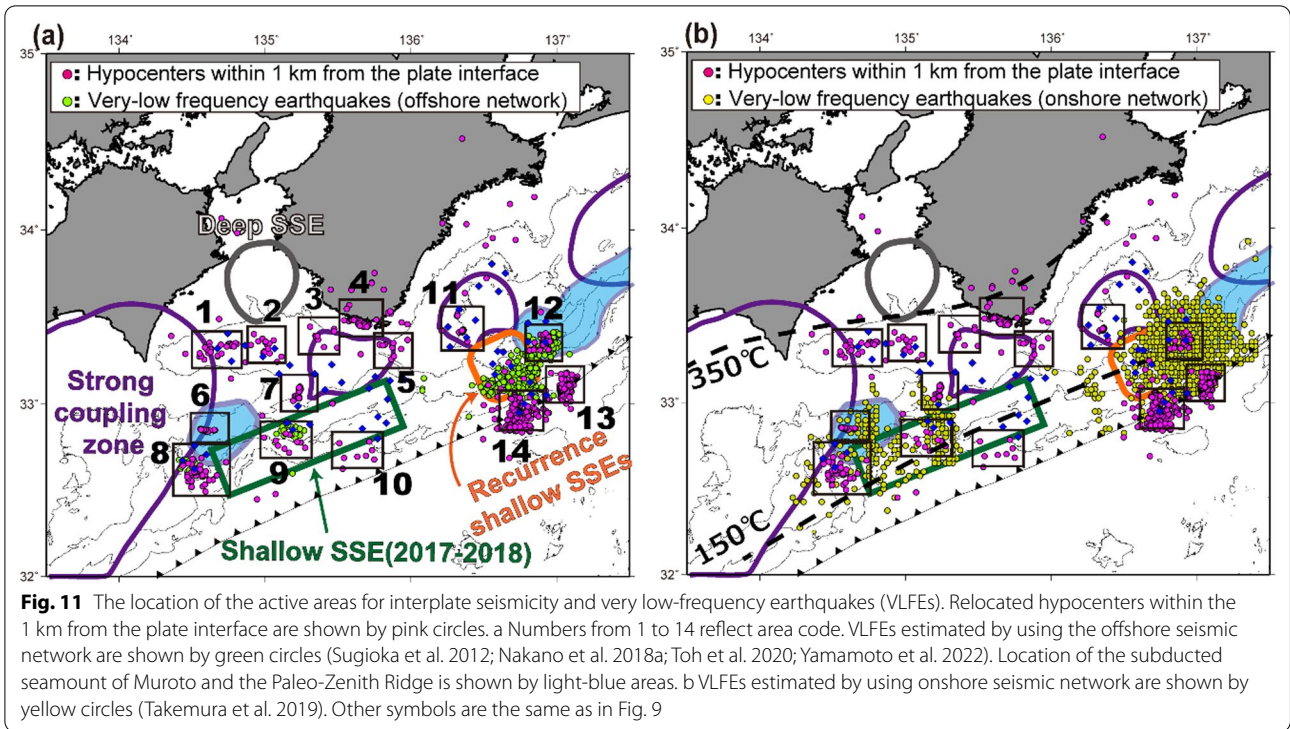 (a)
134°
135°
136°
137°
35°
34°
33°
32°
: Hypocenters within 1 km from the plate interface
: Very-low frequency earthquakes (offshore network)
Deep SSE
1
2
3
4
5
6
7
8
9
10
11
12
13
14
Strong
coupling
zone
Recurrence
shallow SSEs
Shallow SSE(2017-2018)
(b)
134°
135°
136°
137°
35°
34°
33°
32°
: Hypocenters within 1 km from the plate interface
: Very-low frequency earthquakes (onshore network)
350℃
150℃
Fig. 11 The location of the active areas for interplate seismicity and very low-frequency earthquakes (VLFEs). Relocated hypocenters within the
1 km from the plate interface are shown by pink circles. a Numbers from 1 to 14 reflect area code. VLFEs estimated by using the offshore seismic
network are shown by green circles (Sugioka et al. 2012; Nakano et al. 2018a; Toh et al. 2020; Yamamoto et al. 2022). Location of the subducted
seamount of Muroto and the Paleo-Zenith Ridge is shown by light-blue areas. b VLFEs estimated by using onshore seismic network are shown by
yellow circles (Takemura et al. 2019). Other symbols are the same as in Fig. 9